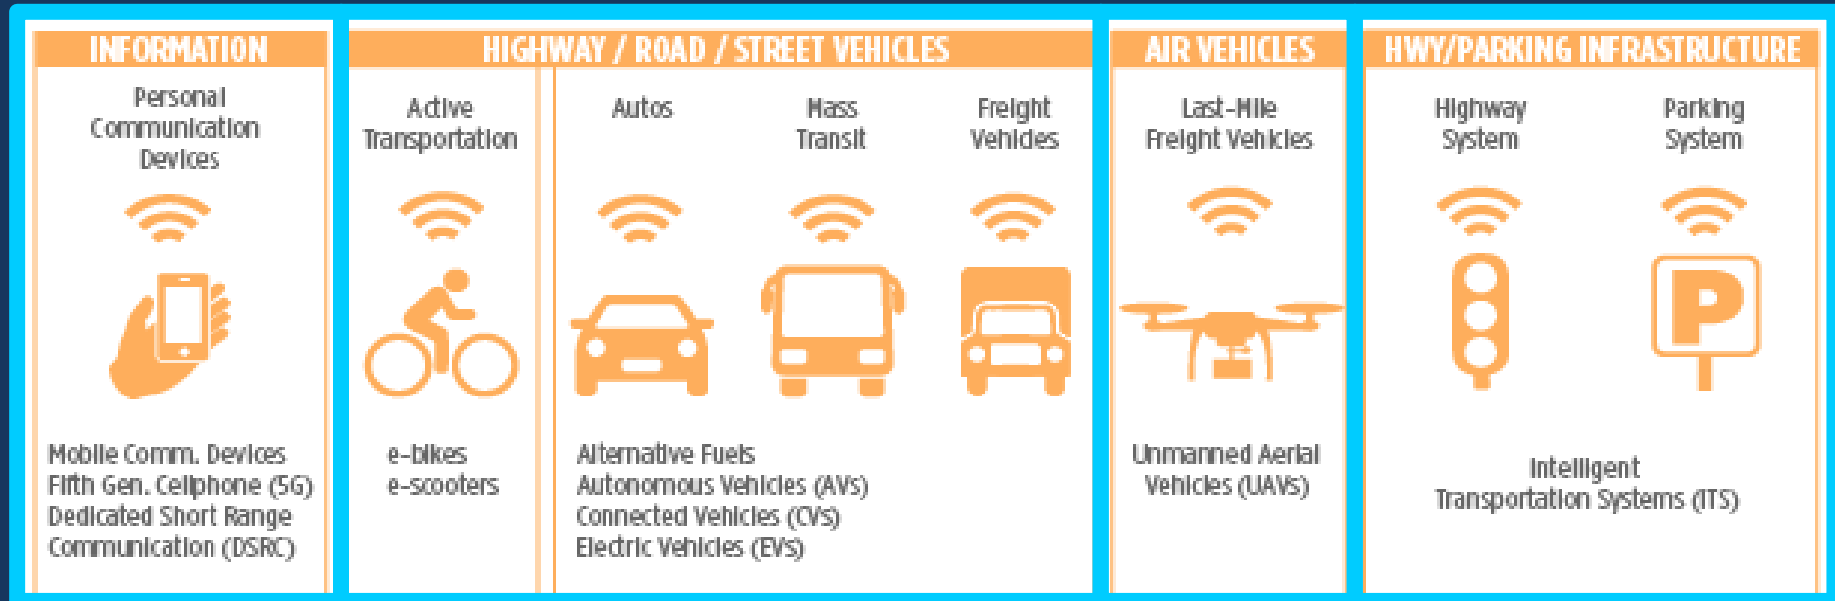 INFORMATION
Personal
Communication
Devices
Mobile Comm. Devices
Fifth Gen. Cellphone (5G)
Dedicated Short Range
Communication (DSRC)
HIGHWAY / ROAD / STREET VEHICLES
Active
Transportation
e-bikes
e-scooters
Autos
Mass
Transit
Freight
Vehicles
Alternative Fuels
Autonomous Vehicles (AVs)
Connected Vehicles (CVs)
Electric Vehicles (EVs)
AIR VEHICLES
Last-Mile
Freight Vehicles
Unmanned Aerial
Vehicles (UAVs)
HWY/PARKING INFRASTRUCTURE
Highway
System
Parking
System
P
Intelligent
Transportation Systems (ITS)